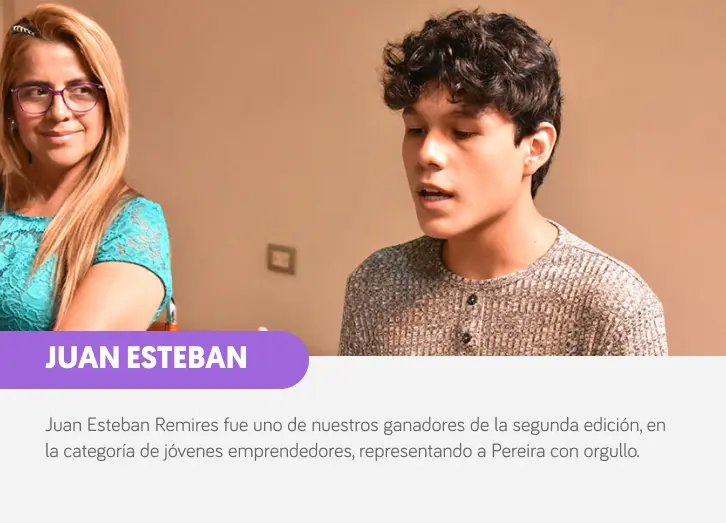 JUAN ESTEBAN
Juan Esteban Remires fue uno de nuestros ganadores de la segunda edición, en
la categoría de jóvenes emprendedores, representando a Pereira con orgullo.